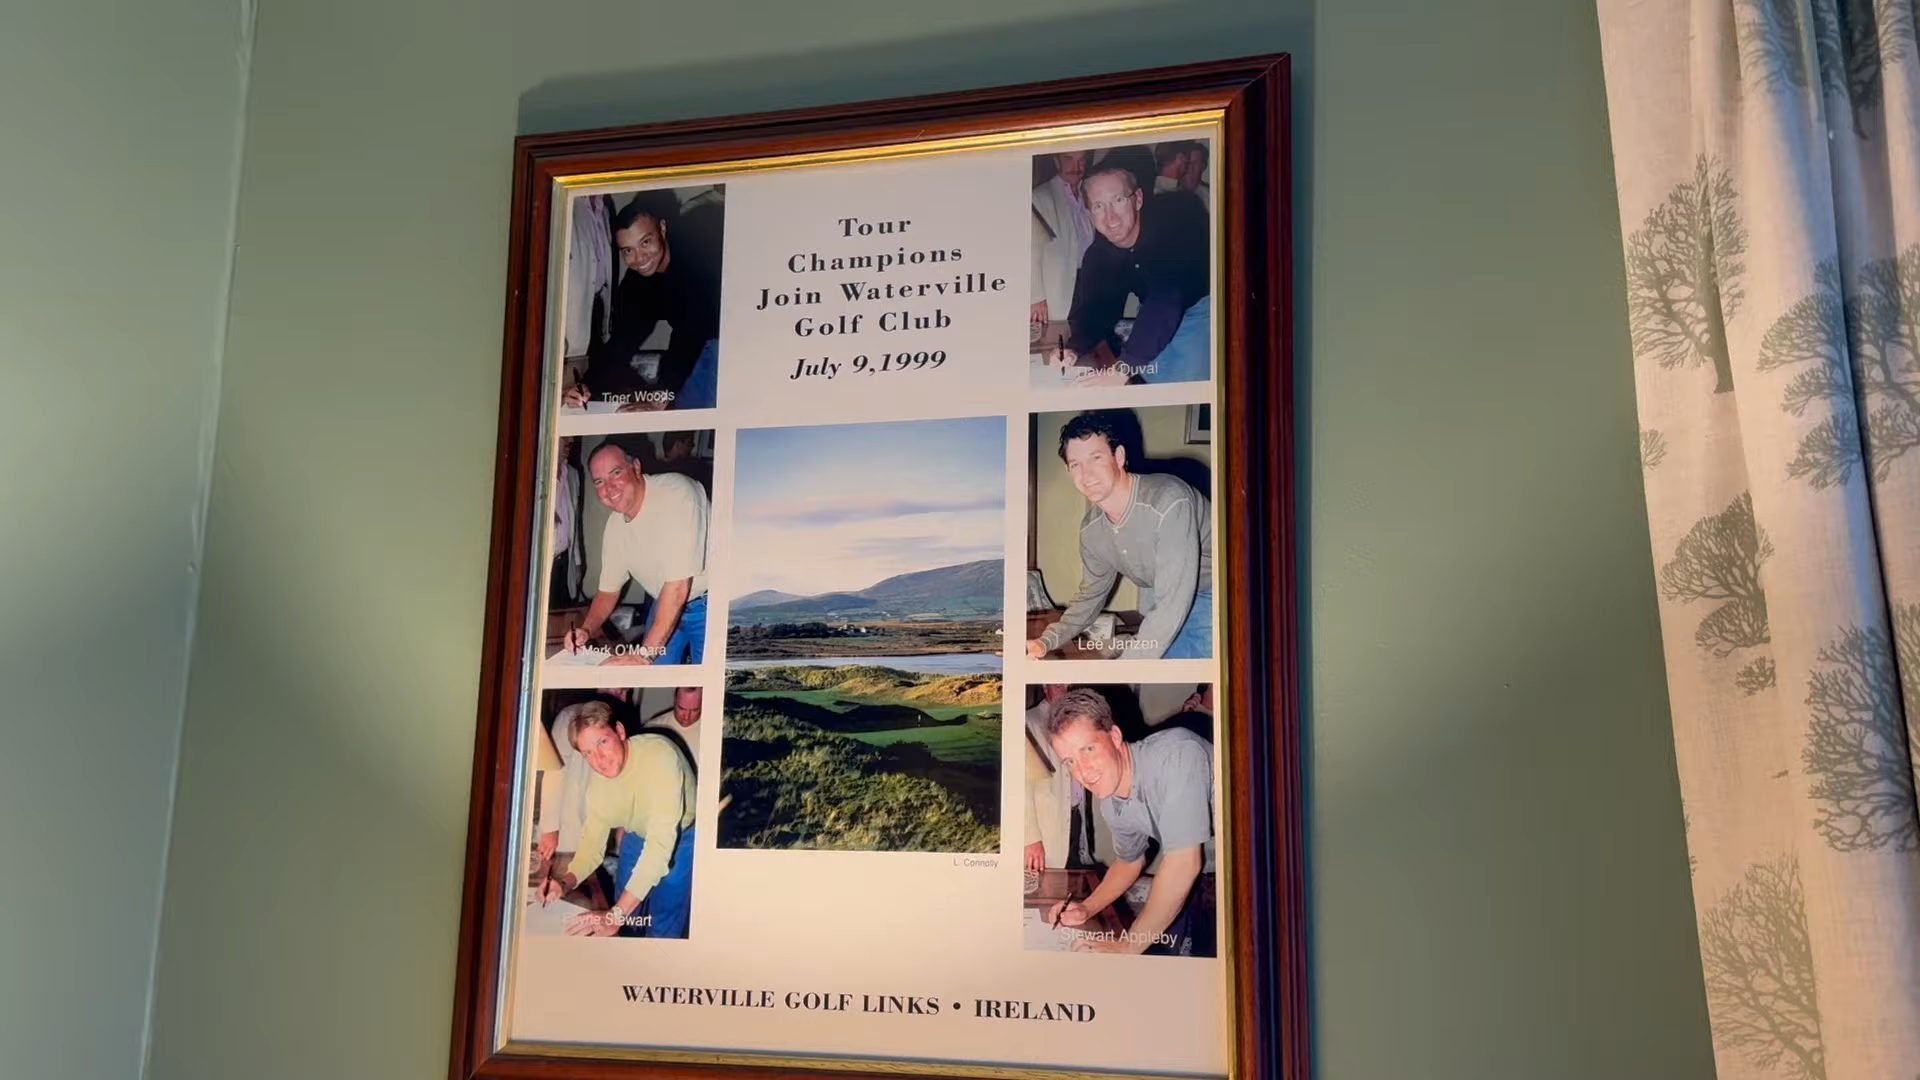 Tour
Champions
Join Waterville
Golf Club
July 9, 1999
Tiger Woods
David Duval
Mark O'Meara
Lee Janzen
Payne Stewart
Stewart Appleby
L. Connolly
WATERVILLE GOLF LINKS • IRELAND